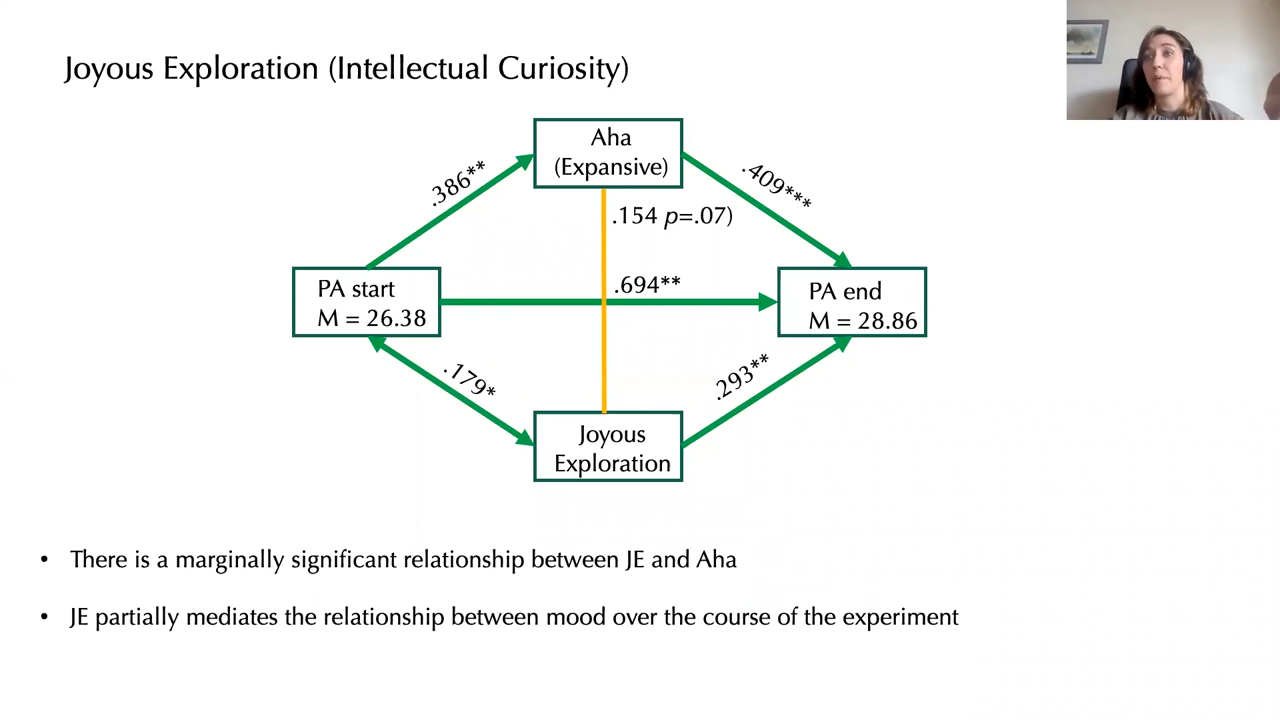 Joyous Exploration (Intellectual Curiosity)
Aha
(Expansive)
.386**
.409***
.154 p=.07)
.694**
PA start
M = 26.38
PA end
M = 28.86
.179*
.293**
Joyous
Exploration
• There is a marginally significant relationship between JE and Aha
• JE partially mediates the relationship between mood over the course of the experiment